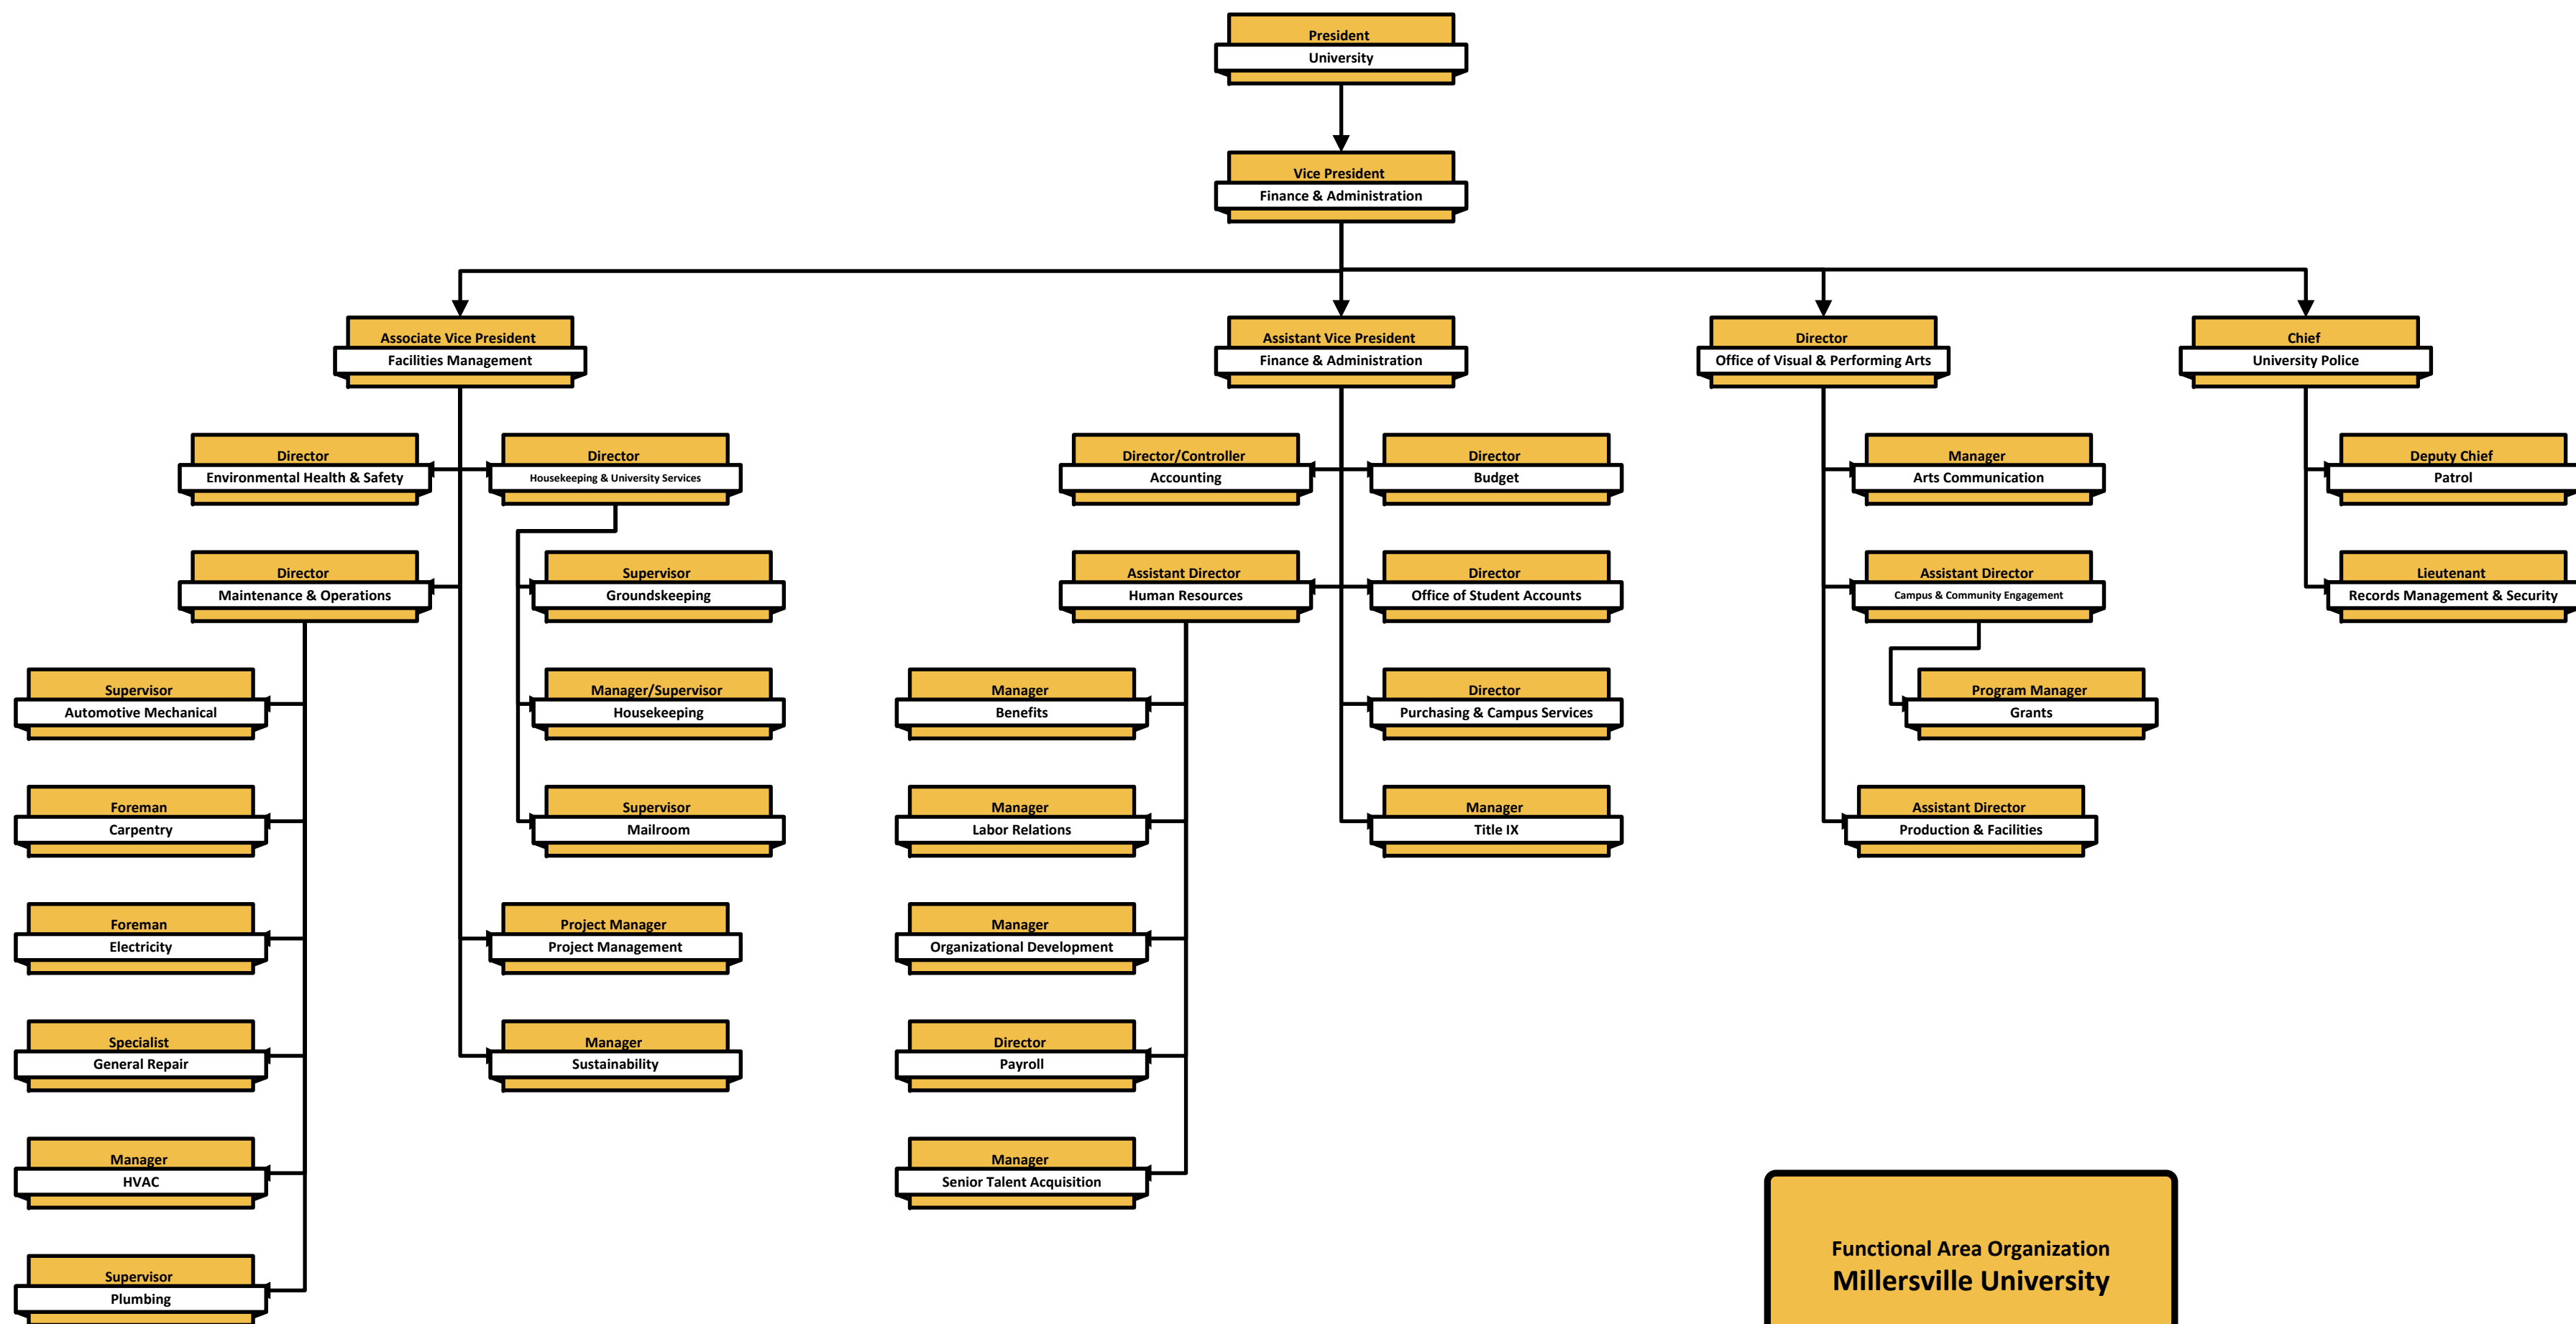 President
University
Vice President
Finance & Administration
Associate Vice President
Facilities Management
Assistant Vice President
Finance & Administration
Director
Office of Visual & Performing Arts
Chief
University Police
Director
Environmental Health & Safety
Director
Housekeeping & University Services
Director/Controller
Accounting
Director
Budget
Manager
Arts Communication
Deputy Chief
Patrol
Director
Maintenance & Operations
Supervisor
Groundskeeping
Assistant Director
Human Resources
Director
Office of Student Accounts
Assistant Director
Campus & Community Engagement
Lieutenant
Records Management & Security
Supervisor
Automotive Mechanical
Manager/Supervisor
Housekeeping
Manager
Benefits
Director
Purchasing & Campus Services
Program Manager
Grants
Foreman
Carpentry
Supervisor
Mailroom
Manager
Labor Relations
Manager
Title IX
Assistant Director
Production & Facilities
Foreman
Electricity
Project Manager
Project Management
Manager
Organizational Development
Specialist
General Repair
Manager
Sustainability
Director
Payroll
Manager
HVAC
Manager
Senior Talent Acquisition
Supervisor
Plumbing
Functional Area Organization
Millersville University